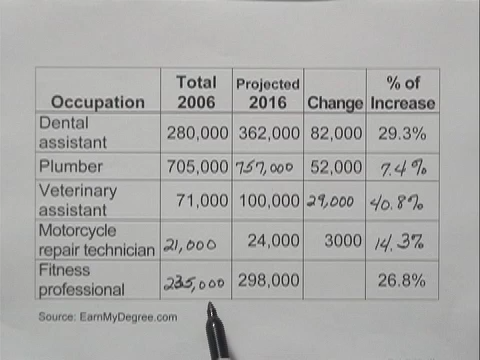 Occupation Total 2006 Projected 2016 Change % of Increase
Dental assistant 280,000 362,000 82,000 29.3%
Plumber 705,000 757,000 52,000 7.4%
Veterinary assistant 71,000 100,000 29,000 40.8%
Motorcycle repair technician 21,000 24,000 3000 14.3%
Fitness professional 235,000 298,000 26.8%
Source: EarnMyDegree.com